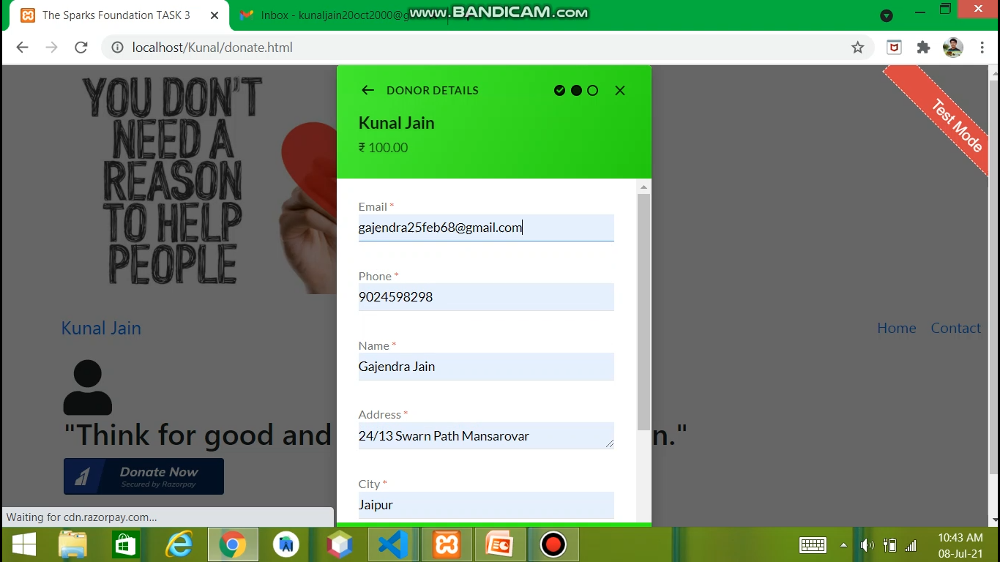 The Sparks Foundation TASK 3
Inbox - kunaljain20oct2000@g
www.BANDICAM.com
localhost/Kunal/donate.html
YOU DON'T
NEED A
REASON
TO HELP
PEOPLE
DONOR DETAILS
Kunal Jain
₹ 100.00
Test Mode
Email *
gajendra25feb68@gmail.com
Phone *
9024598298
Name *
Gajendra Jain
Address *
24/13 Swarn Path Mansarovar
City *
Jaipur
Kunal Jain
Home
Contact
"Think for good and
n."
Donate Now
Secured by Razorpay
Waiting for cdn.razorpay.com...
10:43 AM
08-Jul-21